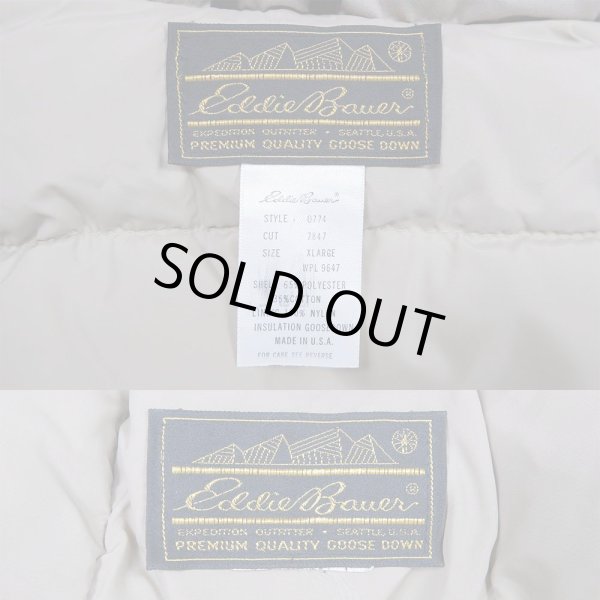 Eddie Bauer®
EXPEDITION OUTFITTER • SEATTLE, U.S.A.
PREMIUM QUALITY GOOSE DOWN
Eddie Bauer®
STYLE. 0774
CUT 7847
SIZE XLARGE
WPL 9647
POLYESTER
NYLON
INSULATION GOOSE DOWN
MADE IN U.S.A.
FOR CARE SEE REVERSE
SOLD OUT
Eddie Bauer®
EXPEDITION OUTFITTER • SEATTLE, U.S.A.
PREMIUM QUALITY GOOSE DOWN